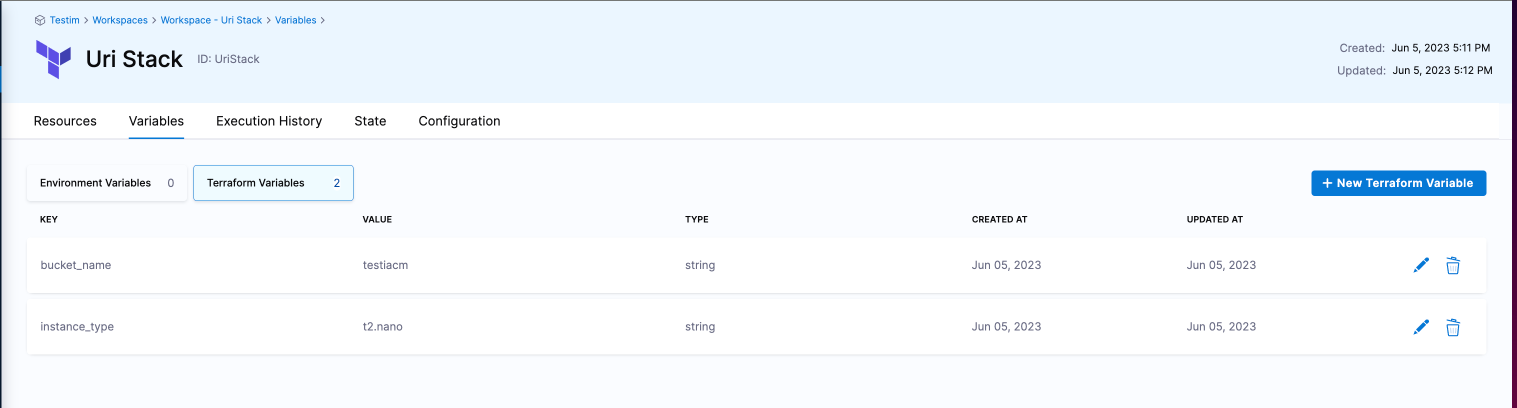 Testim > Workspaces > Workspace - Uri Stack > Variables >
Uri Stack ID: UriStack
Created: Jun 5, 2023 5:11 PM
Updated: Jun 5, 2023 5:12 PM
Resources Variables Execution History State Configuration
Environment Variables 0 Terraform Variables 2 + New Terraform Variable
KEY VALUE TYPE CREATED AT UPDATED AT
bucket_name testiacm string Jun 05, 2023 Jun 05, 2023
instance_type t2.nano string Jun 05, 2023 Jun 05, 2023